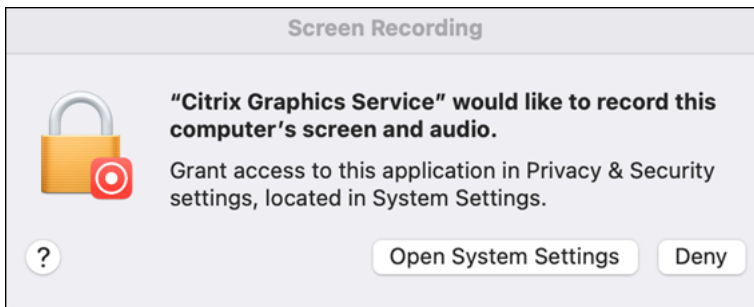 Screen Recording
“Citrix Graphics Service” would like to record this
computer’s screen and audio.
Grant access to this application in Privacy & Security
settings, located in System Settings.
?
Open System Settings
Deny